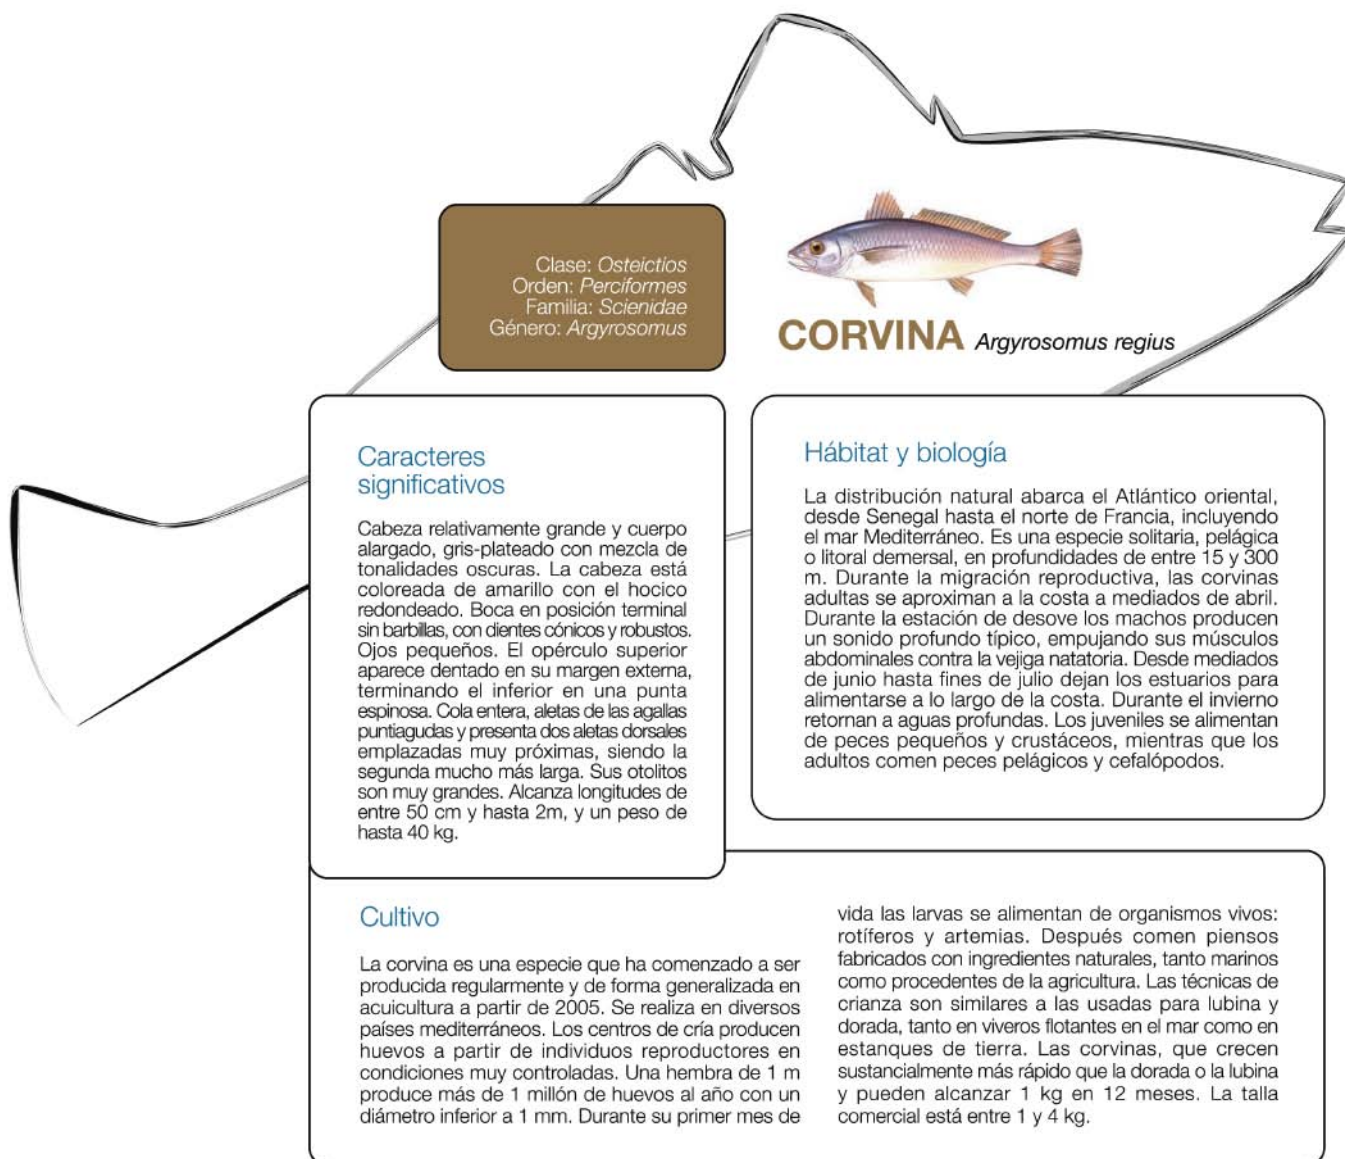 Clase: Osteictios
Orden: Perciformes
Familia: Scienidae
Género: Argyrosomus
CORVINA Argyrosomus regius
Caracteres
significativos
Cabeza relativamente grande y cuerpo
alargado, gris-plateado con mezcla de
tonalidades oscuras. La cabeza está
coloreada de amarillo con el hocico
redondeado. Boca en posición terminal
sin barbillas, con dientes cónicos y robustos.
Ojos pequeños. El opérculo superior
aparece dentado en su margen externa,
terminando el inferior en una punta
espinosa. Cola entera, aletas de las agallas
puntiagudas y presenta dos aletas dorsales
emplazadas muy próximas, siendo la
segunda mucho más larga. Sus otolitos
son muy grandes. Alcanza longitudes de
entre 50 cm y hasta 2m, y un peso de
hasta 40 kg.
Hábitat y biología
La distribución natural abarca el Atlántico oriental,
desde Senegal hasta el norte de Francia, incluyendo
el mar Mediterráneo. Es una especie solitaria, pelágica
o litoral demersal, en profundidades de entre 15 y 300
m. Durante la migración reproductiva, las corvinas
adultas se aproximan a la costa a mediados de abril.
Durante la estación de desove los machos producen
un sonido profundo típico, empujando sus músculos
abdominales contra la vejiga natatoria. Desde mediados
de junio hasta fines de julio dejan los estuarios para
alimentarse a lo largo de la costa. Durante el invierno
retornan a aguas profundas. Los juveniles se alimentan
de peces pequeños y crustáceos, mientras que los
adultos comen peces pelágicos y cefalópodos.
Cultivo
La corvina es una especie que ha comenzado a ser
producida regularmente y de forma generalizada en
acuicultura a partir de 2005. Se realiza en diversos
países mediterráneos. Los centros de cría producen
huevos a partir de individuos reproductores en
condiciones muy controladas. Una hembra de 1 m
produce más de 1 millón de huevos al año con un
diámetro inferior a 1 mm. Durante su primer mes de
vida las larvas se alimentan de organismos vivos:
rotíferos y artemias. Después comen piensos
fabricados con ingredientes naturales, tanto marinos
como procedentes de la agricultura. Las técnicas de
crianza son similares a las usadas para lubina y
dorada, tanto en viveros flotantes en el mar como en
estanques de tierra. Las corvinas, que crecen
sustancialmente más rápido que la dorada o la lubina
y pueden alcanzar 1 kg en 12 meses. La talla
comercial está entre 1 y 4 kg.